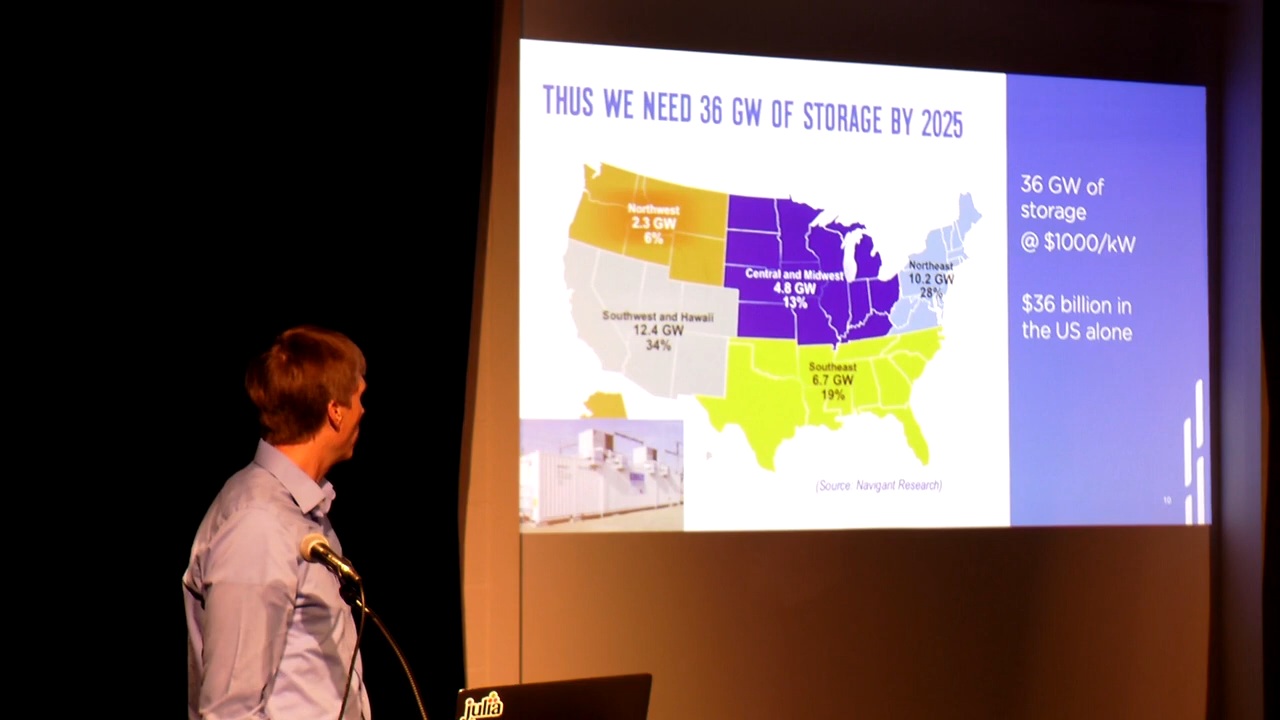 THUS WE NEED 36 GW OF STORAGE BY 2025
Northwest
2.3 GW
6%
Central and Midwest
4.8 GW
13%
Northeast
10.2 GW
28%
Southwest and Hawaii
12.4 GW
34%
Southeast
6.7 GW
19%
(Source: Navigant Research)
36 GW of
storage
@ $1000/kW
$36 billion in
the US alone
10
julia